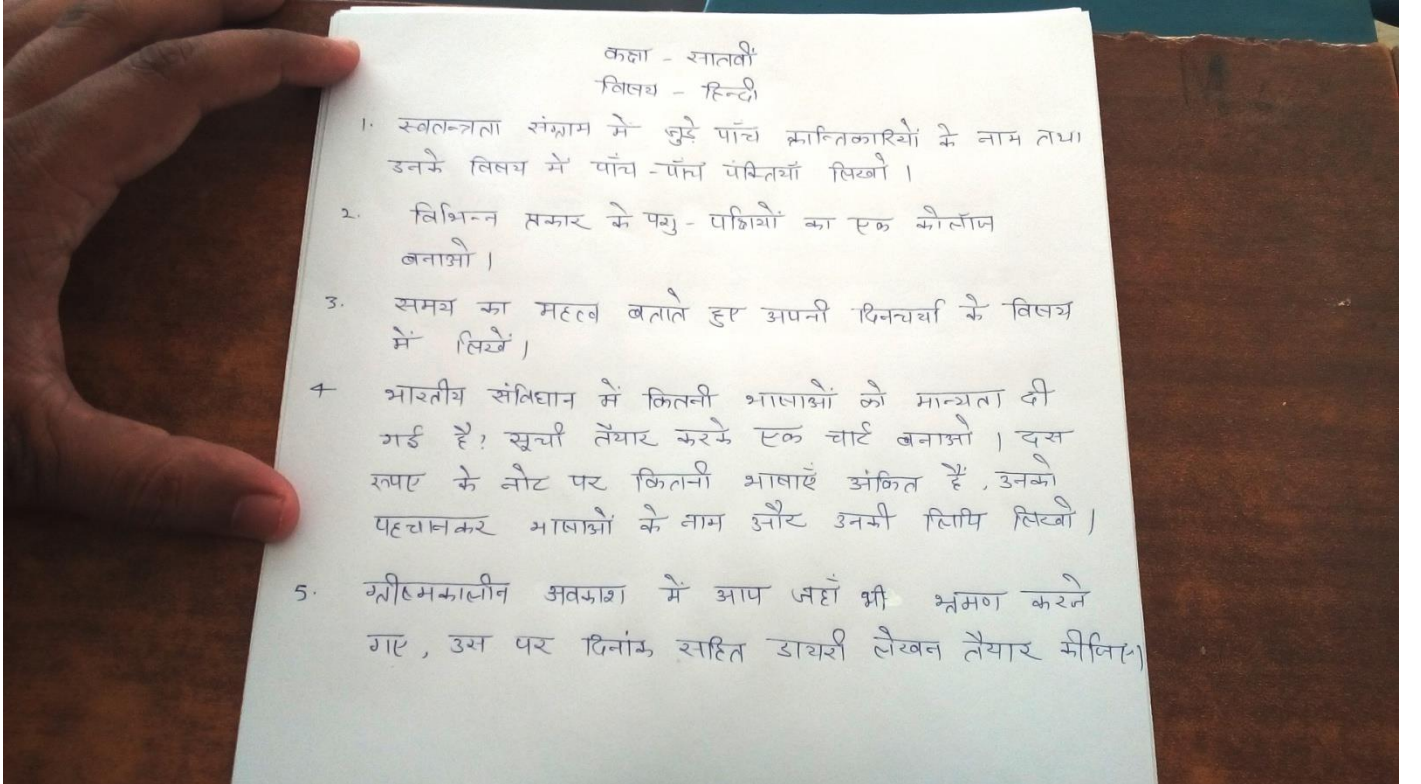 कक्षा - सातवीं
विषय - हिन्दी
1. स्वतन्त्रता संग्राम में जुड़े पाँच क्रान्तिकारियों के नाम तथा
उनके विषय में पाँच - पाँच पंक्तियाँ लिखो ।
2. विभिन्न प्रकार के पशु - पक्षियों का एक कोलॉज
बनाओ ।
3. समय का महत्व बताते हुए अपनी दिनचर्या के विषय
में लिखें ।
4 भारतीय संविधान में कितनी भाषाओं को मान्यता दी
गई है? सूची तैयार करके एक चार्ट बनाओ । दस
रूपए के नोट पर कितनी भाषाएँ अंकित हैं, उनको
पहचानकर भाषाओं के नाम और उनकी लिपि लिखो ।
5. ग्रीष्मकालीन अवकाश में आप जहाँ भी भ्रमण करने
गए, उस पर दिनांक सहित डायरी लेखन तैयार कीजिए ।